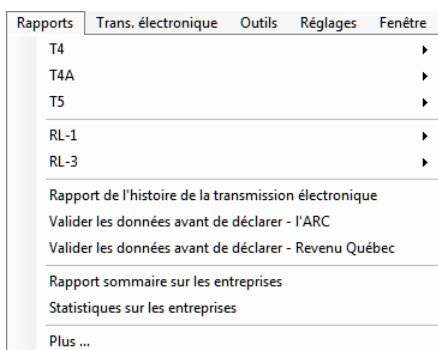 Rapports Trans. électronique Outils Réglages Fenêtre
T4
T4A
T5
RL-1
RL-3
Rapport de l'histoire de la transmission électronique
Valider les données avant de déclarer - l'ARC
Valider les données avant de déclarer - Revenu Québec
Rapport sommaire sur les entreprises
Statistiques sur les entreprises
Plus ...